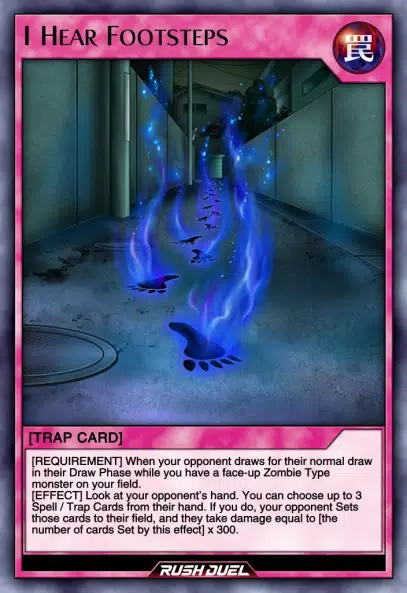 I Hear Footsteps
罠
[TRAP CARD]
[REQUIREMENT] When your opponent draws for their normal draw
in their Draw Phase while you have a face-up Zombie Type
monster on your field.
[EFFECT] Look at your opponent's hand. You can choose up to 3
Spell / Trap Cards from their hand. If you do, your opponent Sets
those cards to their field, and they take damage equal to [the
number of cards Set by this effect] x 300.
RUSH DUEL